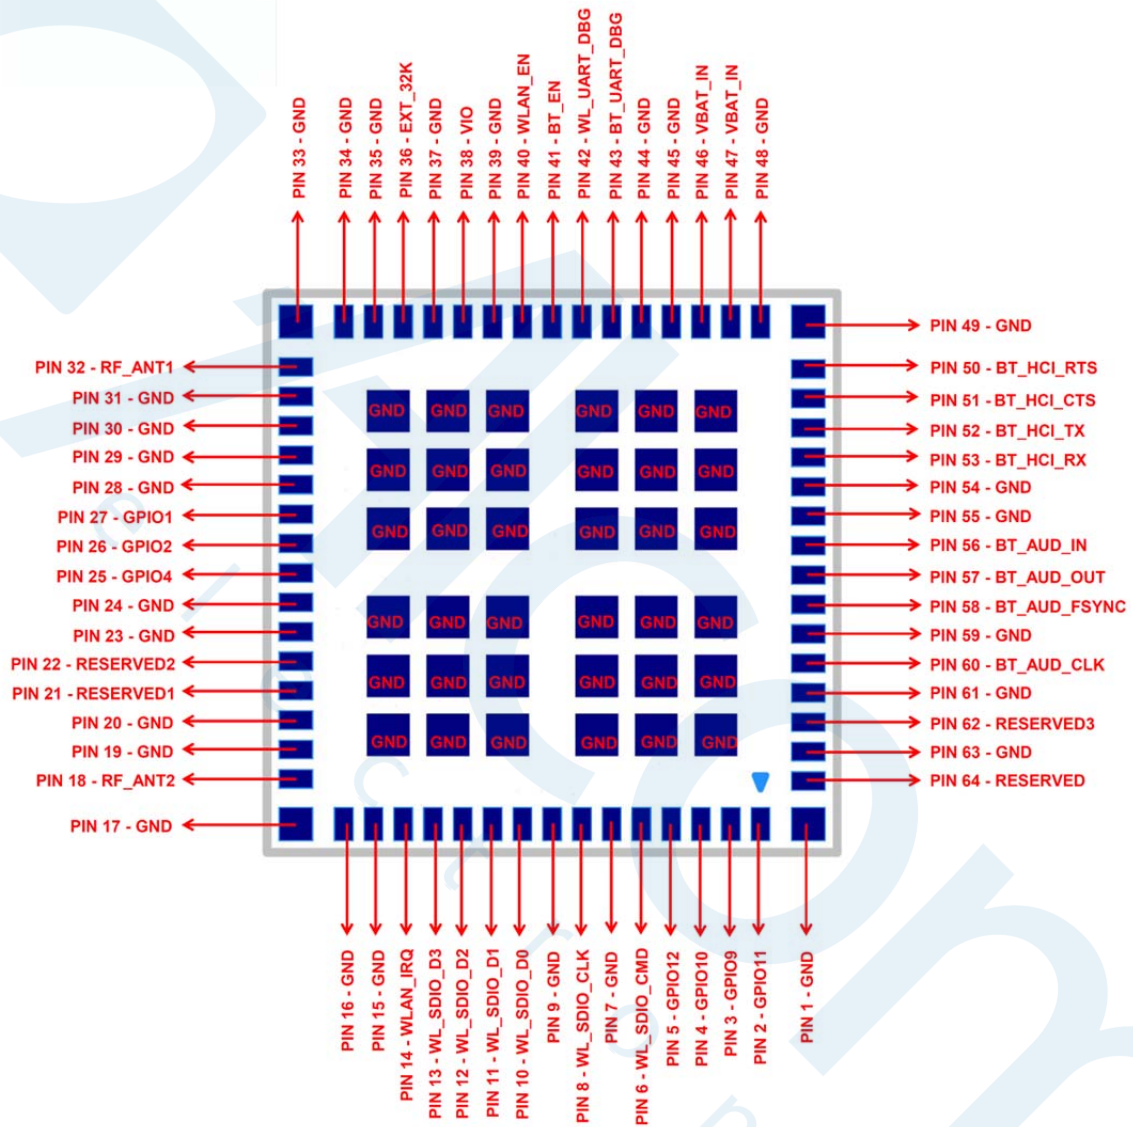 PIN 33 - GND
PIN 34 - GND
PIN 35 - GND
PIN 36 - EXT_32K
PIN 37 - GND
PIN 38 - VIO
PIN 39 - GND
PIN 40 - WLAN_EN
PIN 41 - BT_EN
PIN 42 - WL_UART_DBG
PIN 43 - BT_UART_DBG
PIN 44 - GND
PIN 45 - GND
PIN 46 - VBAT_IN
PIN 47 - VBAT_IN
PIN 48 - GND
PIN 32 - RF_ANT1
PIN 31 - GND
PIN 30 - GND
PIN 29 - GND
PIN 28 - GND
PIN 27 - GPIO1
PIN 26 - GPIO2
PIN 25 - GPIO4
PIN 24 - GND
PIN 23 - GND
PIN 22 - RESERVED2
PIN 21 - RESERVED1
PIN 20 - GND
PIN 19 - GND
PIN 18 - RF_ANT2
PIN 17 - GND
GND GND GND GND GND GND
GND GND GND GND GND GND
GND GND GND GND GND GND
GND GND GND GND GND GND
GND GND GND GND GND GND
GND GND GND GND GND GND
PIN 49 - GND
PIN 50 - BT_HCI_RTS
PIN 51 - BT_HCI_CTS
PIN 52 - BT_HCI_TX
PIN 53 - BT_HCI_RX
PIN 54 - GND
PIN 55 - GND
PIN 56 - BT_AUD_IN
PIN 57 - BT_AUD_OUT
PIN 58 - BT_AUD_FSYNC
PIN 59 - GND
PIN 60 - BT_AUD_CLK
PIN 61 - GND
PIN 62 - RESERVED3
PIN 63 - GND
PIN 64 - RESERVED
PIN 16 - GND
PIN 15 - GND
PIN 14 - WLAN_IRQ
PIN 13 - WL_SDIO_D3
PIN 12 - WL_SDIO_D2
PIN 11 - WL_SDIO_D1
PIN 10 - WL_SDIO_D0
PIN 9 - GND
PIN 8 - WL_SDIO_CLK
PIN 7 - GND
PIN 6 - WL_SDIO_CMD
PIN 5 - GPIO12
PIN 4 - GPIO10
PIN 3 - GPIO9
PIN 2 - GPIO11
PIN 1 - GND